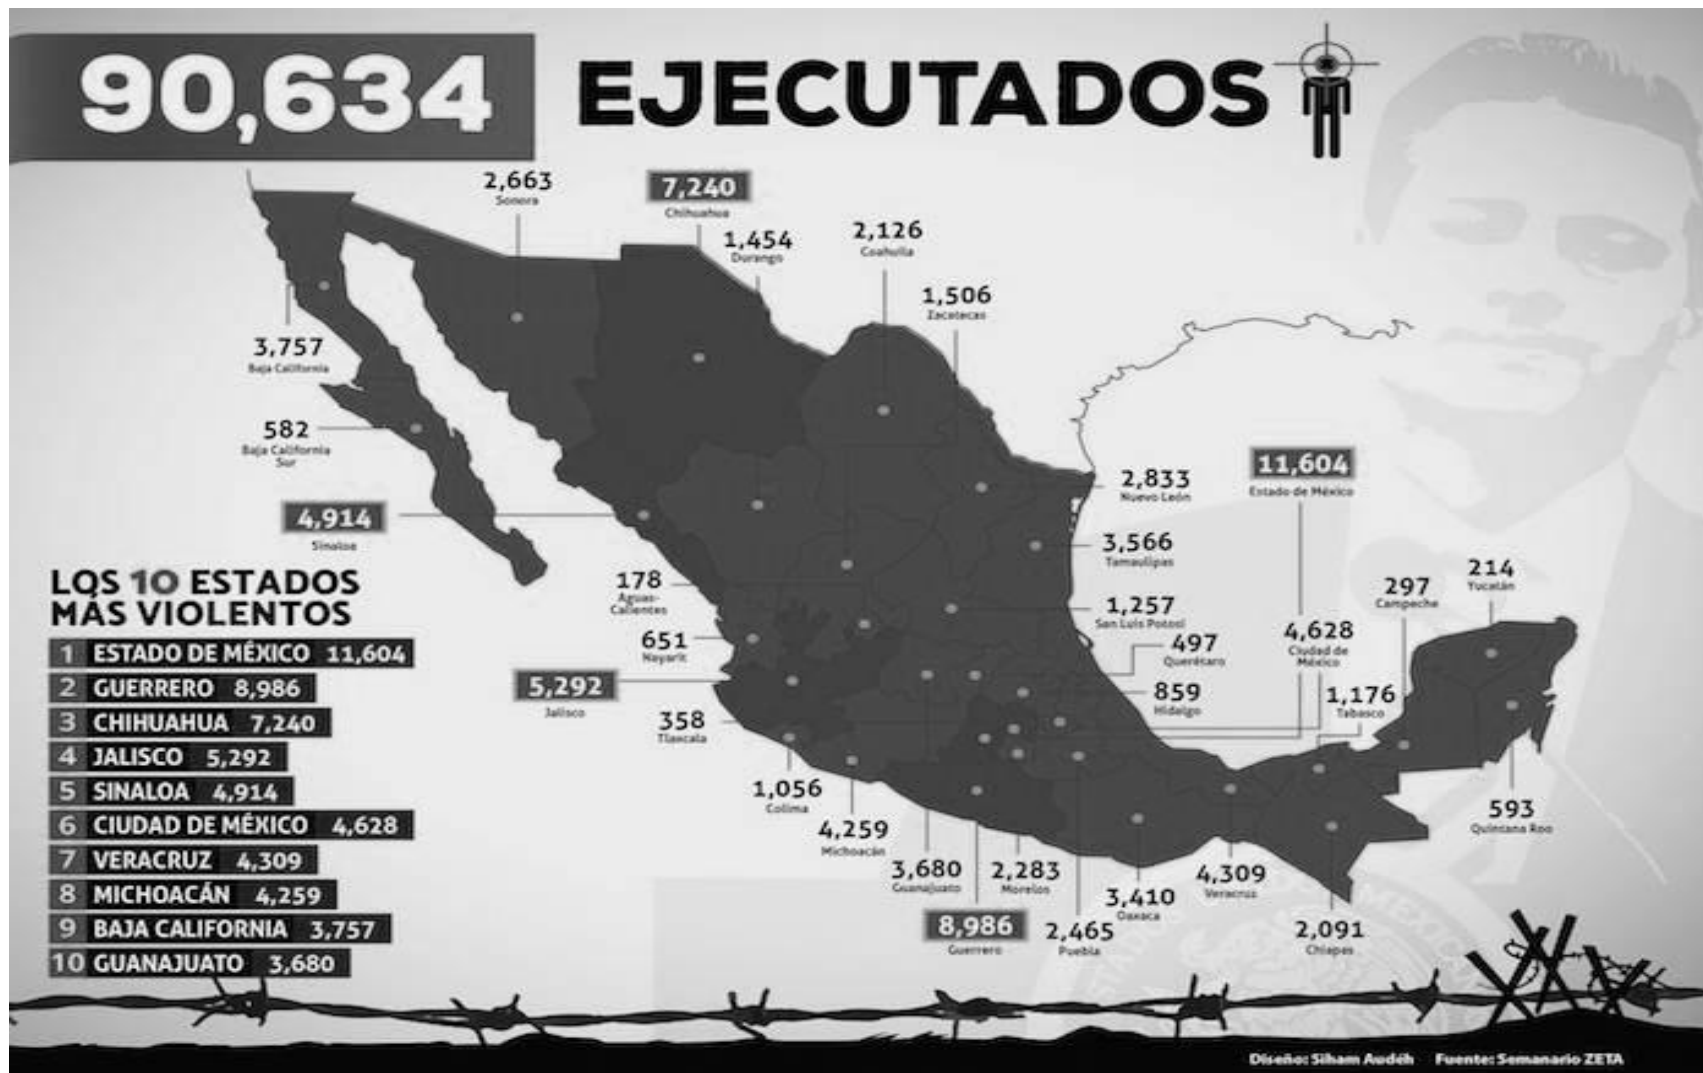 90,634
EJECUTADOS
2,663
Sonora
7,240
Chihuahua
1,454
Durango
2,126
Coahuila
1,506
Zacatecas
3,757
Baja California
582
Baja California
Sur
4,914
Sinaloa
2,833
Nuevo León
11,604
Estado de México
3,566
Tamaulipas
178
Aguas-
Calientes
1,257
San Luis Potosí
214
Yucatán
297
Campeche
651
Nayarit
497
Querétaro
4,628
Ciudad de
México
5,292
Jalisco
859
Hidalgo
1,176
Tabasco
358
Tlaxcala
1,056
Colima
4,259
Michoacán
593
Quintana Roo
3,680
Guanajuato
2,283
Morelos
3,410
Oaxaca
4,309
Veracruz
8,986
Guerrero
2,465
Puebla
2,091
Chiapas
LOS 10 ESTADOS
MÁS VIOLENTOS
1 ESTADO DE MÉXICO 11,604
2 GUERRERO 8,986
3 CHIHUAHUA 7,240
4 JALISCO 5,292
5 SINALOA 4,914
6 CIUDAD DE MÉXICO 4,628
7 VERACRUZ 4,309
8 MICHOACÁN 4,259
9 BAJA CALIFORNIA 3,757
10 GUANAJUATO 3,680
Diseño: Siham Audéh Fuente: Semanario ZETA